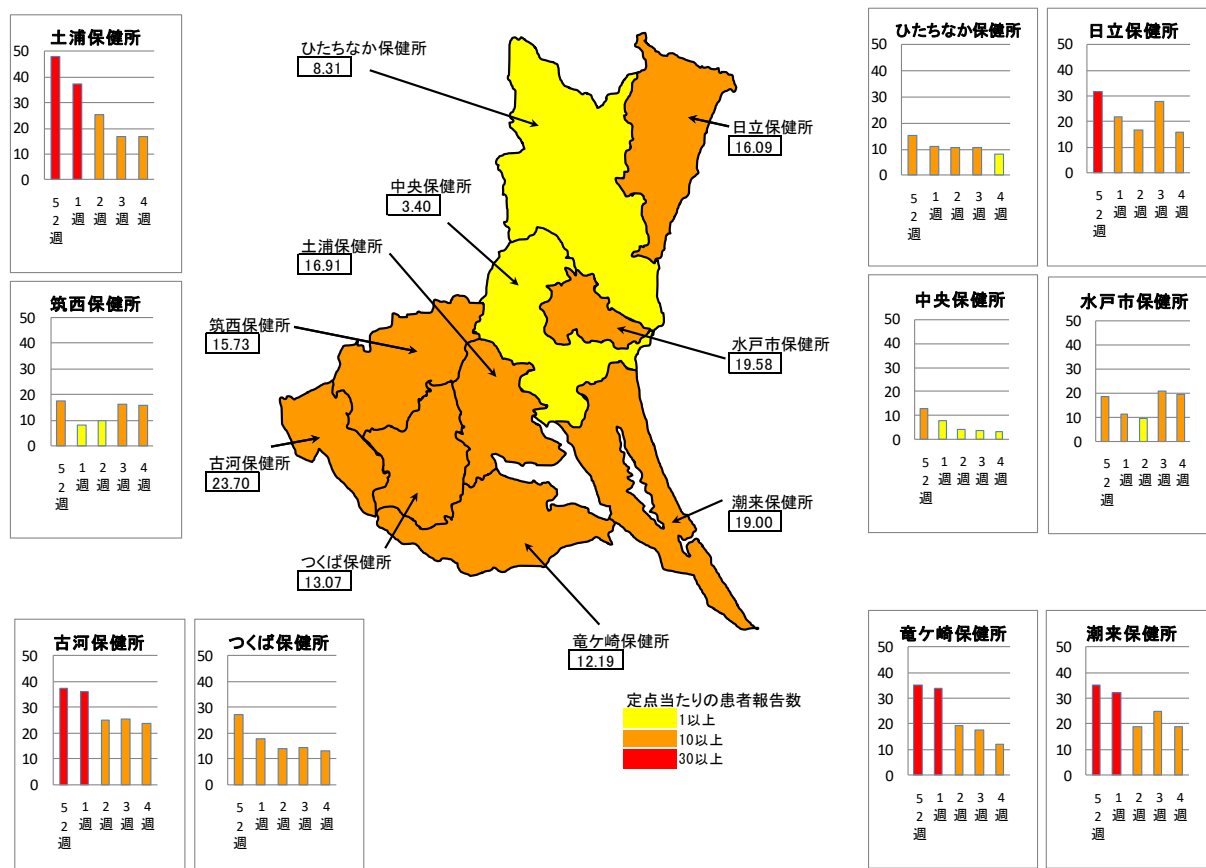 土浦保健所
50
40
30
20
10
0
52週
1週
2週
3週
4週
筑西保健所
50
40
30
20
10
0
52週
1週
2週
3週
4週
古河保健所
50
40
30
20
10
0
52週
1週
2週
3週
4週
つくば保健所
50
40
30
20
10
0
52週
1週
2週
3週
4週
ひたちなか保健所
8.31
日立保健所
16.09
中央保健所
3.40
土浦保健所
16.91
筑西保健所
15.73
水戸市保健所
19.58
古河保健所
23.70
潮来保健所
19.00
つくば保健所
13.07
竜ケ崎保健所
12.19
定点当たりの患者報告数
1以上
10以上
30以上
ひたちなか保健所
50
40
30
20
10
0
52週
1週
2週
3週
4週
日立保健所
50
40
30
20
10
0
52週
1週
2週
3週
4週
中央保健所
50
40
30
20
10
0
52週
1週
2週
3週
4週
水戸市保健所
50
40
30
20
10
0
52週
1週
2週
3週
4週
竜ケ崎保健所
50
40
30
20
10
0
52週
1週
2週
3週
4週
潮来保健所
50
40
30
20
10
0
52週
1週
2週
3週
4週